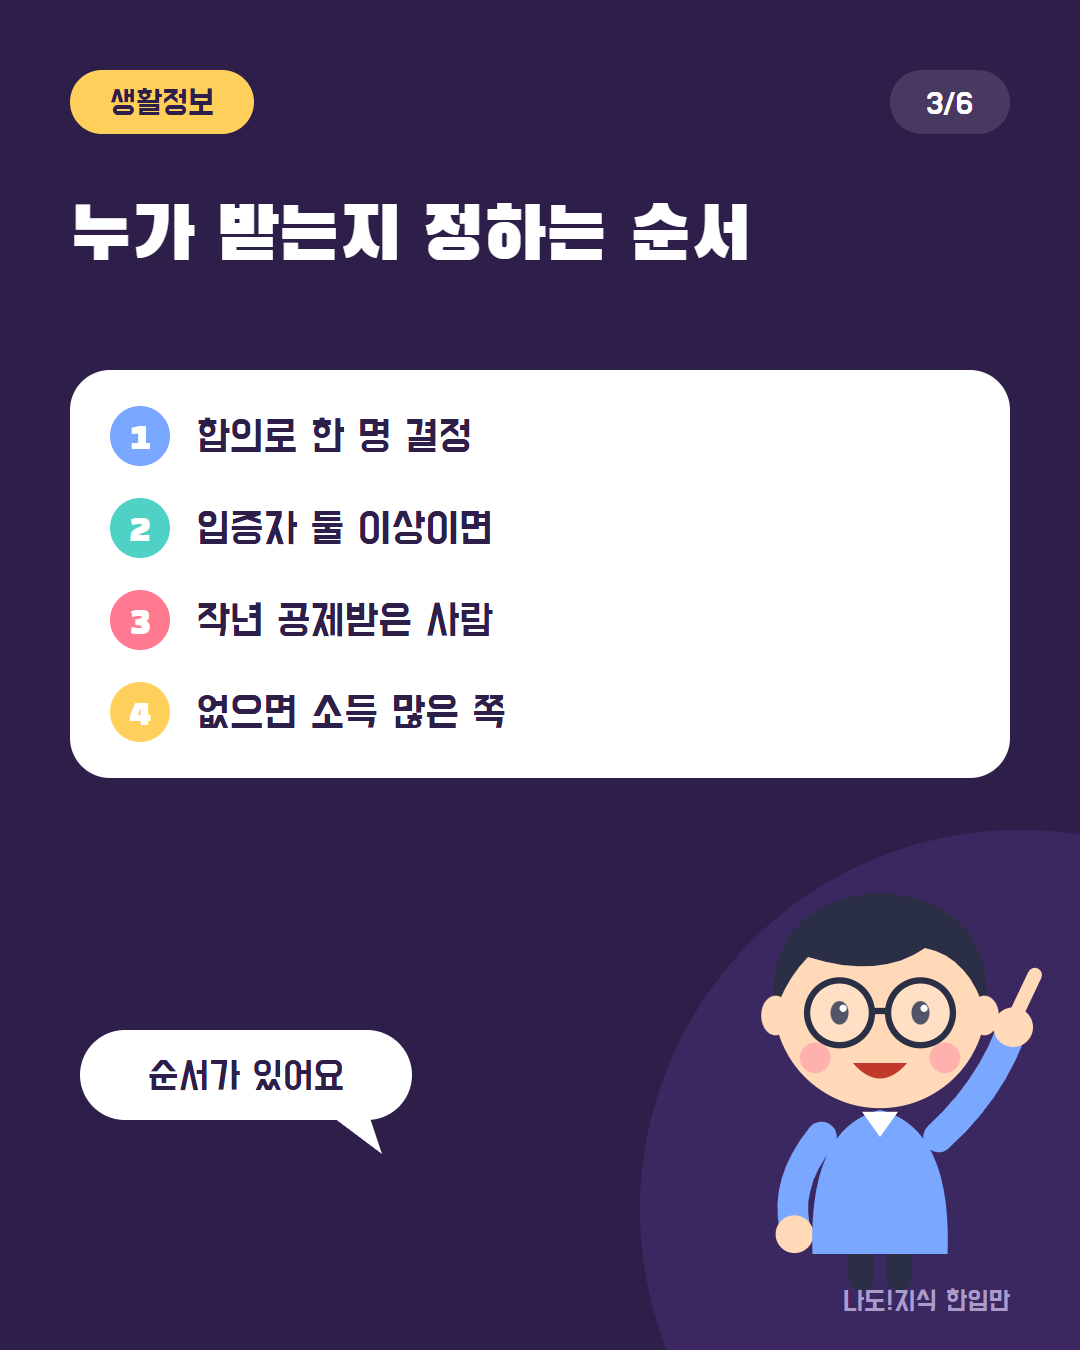 생활정보
3/6
누가 받는지 정하는 순서
1 합의로 한 명 결정
2 입증자 둘 이상이면
3 작년 공제받은 사람
4 없으면 소득 많은 쪽
순서가 있어요
나도!지식 한입만